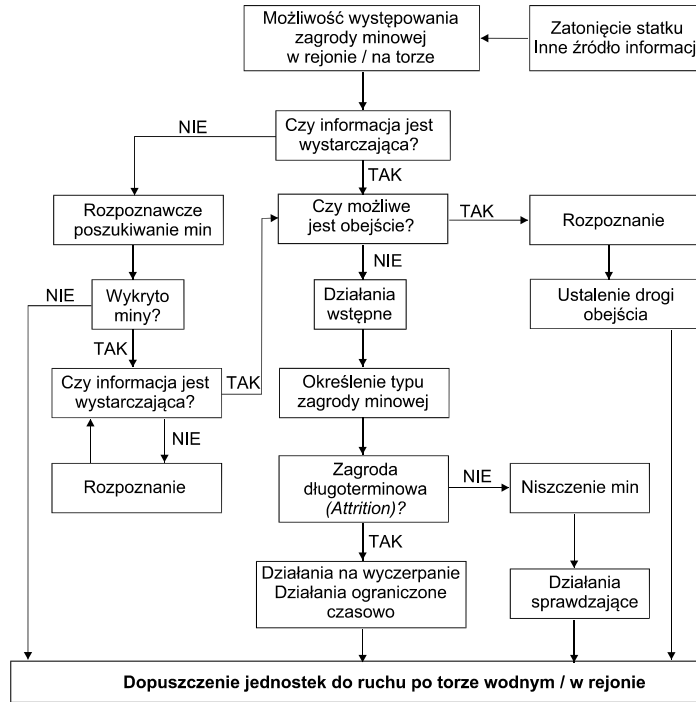 Możliwość występowania
zagrody minowej
w rejonie / na torze
Zatonięcie statku
Inne źródło informacji
NIE
Czy informacja jest
wystarczająca?
TAK
Rozpoznawcze
poszukiwanie min
Czy możliwe
jest obejście?
TAK
Rozpoznanie
NIE
NIE
Wykryto
miny?
Działania
wstępne
Ustalenie drogi
obejścia
TAK
Czy informacja jest
wystarczająca?
TAK
Określenie typu
zagrody minowej
NIE
Rozpoznanie
Zagroda
długoterminowa
(Attrition)?
NIE
Niszczenie min
TAK
Działania na wyczerpanie
Działania ograniczone
czasowo
Działania
sprawdzające
Dopuszczenie jednostek do ruchu po torze wodnym / w rejonie